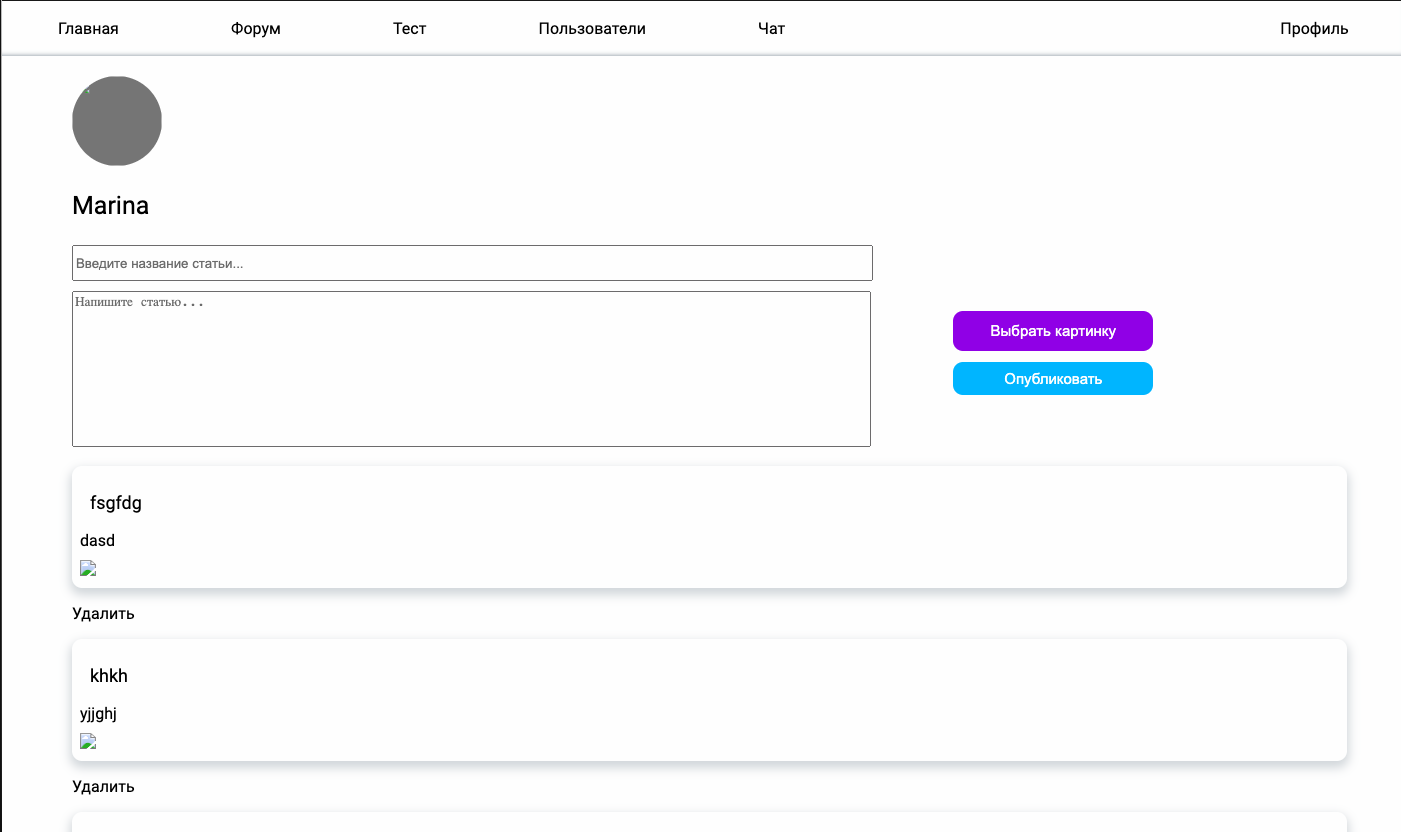 Главная Форум Тест Пользователи Чат Профиль
Marina
Введите название статьи...
Напишите статью...
Выбрать картинку
Опубликовать
fsgfdg
dasd
Удалить
khkh
yjjghj
Удалить